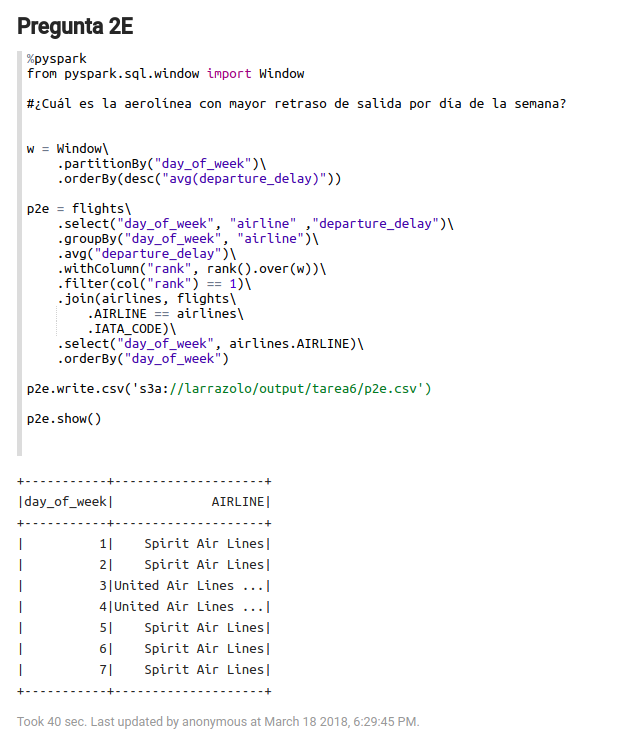 Pregunta 2E
%pyspark
from pyspark.sql.window import Window
#¿Cuál es la aerolínea con mayor retraso de salida por día de la semana?
w = Window\
    .partitionBy("day_of_week")\
    .orderBy(desc("avg(departure_delay)"))
p2e = flights\
    .select("day_of_week", "airline" ,"departure_delay")\
    .groupBy("day_of_week", "airline")\
    .avg("departure_delay")\
    .withColumn("rank", rank().over(w))\
    .filter(col("rank") == 1)\
    .join(airlines, flights\
        .AIRLINE == airlines\
        .IATA_CODE)\
    .select("day_of_week", airlines.AIRLINE)\
    .orderBy("day_of_week")
p2e.write.csv('s3a://larrazolo/output/tarea6/p2e.csv')
p2e.show()
+-----------+--------------------+
|day_of_week|             AIRLINE|
+-----------+--------------------+
|          1|    Spirit Air Lines|
|          2|    Spirit Air Lines|
|          3|United Air Lines ...|
|          4|United Air Lines ...|
|          5|    Spirit Air Lines|
|          6|    Spirit Air Lines|
|          7|    Spirit Air Lines|
+-----------+--------------------+
Took 40 sec. Last updated by anonymous at March 18 2018, 6:29:45 PM.